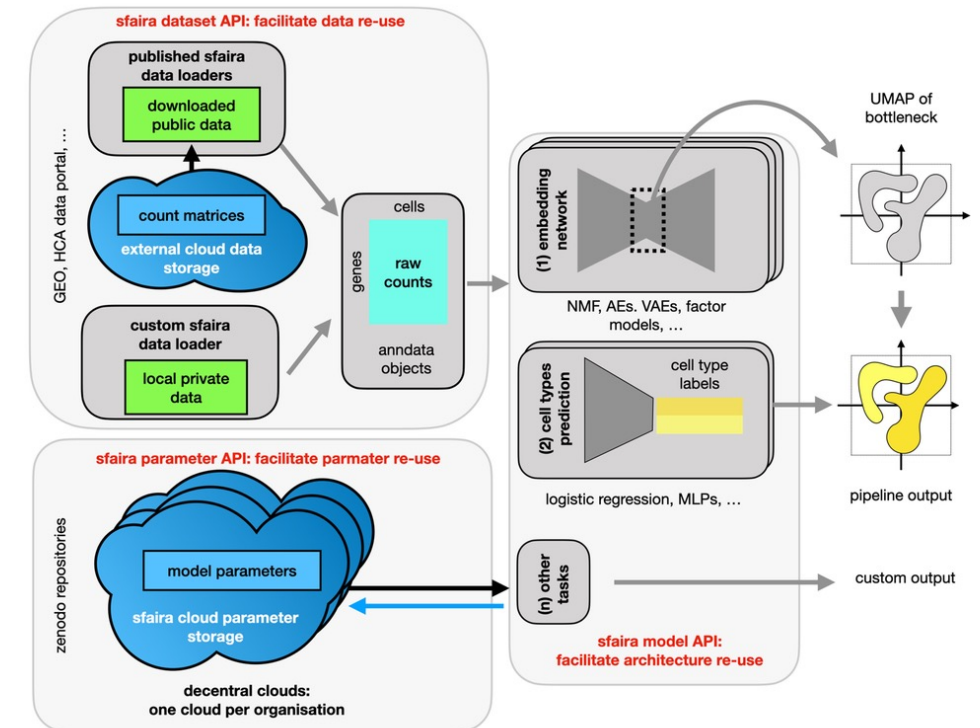 sfaira dataset API: facilitate data re-use
published sfaira
data loaders
downloaded
public data
GEO, HCA data portal, ...
count matrices
external cloud data
storage
custom sfaira
data loader
local private
data
cells
genes
raw
counts
anndata
objects
(1) embedding
network
NMF, AEs. VAEs, factor
models, ...
(2) cell types
prediction
cell type
labels
logistic regression, MLPs, ...
(n) other
tasks
sfaira model API:
facilitate architecture re-use
UMAP of
bottleneck
pipeline output
custom output
sfaira parameter API: facilitate parmater re-use
zenodo repositories
model parameters
sfaira cloud parameter
storage
decentral clouds:
one cloud per organisation